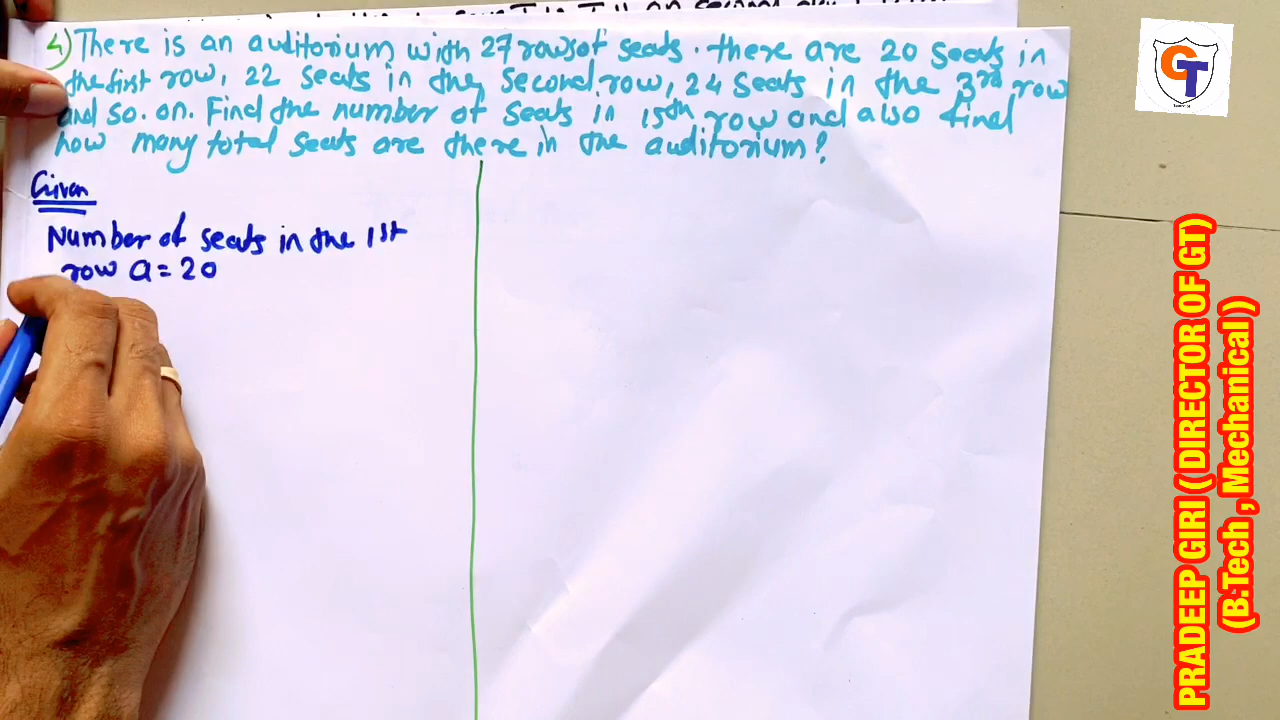 4) There is an auditorium with 27 rows of seats. there are 20 seats in
the first row, 22 seats in the second row, 24 seats in the 3rd row
and so. on. Find the number of seats in 15th row and also find
how many total seats are there in the auditorium?
Given
Number of seats in the 1st
row a = 20
GT
PRADEEP GIRI ( DIRECTOR OF GT)
(B.Tech , Mechanical )